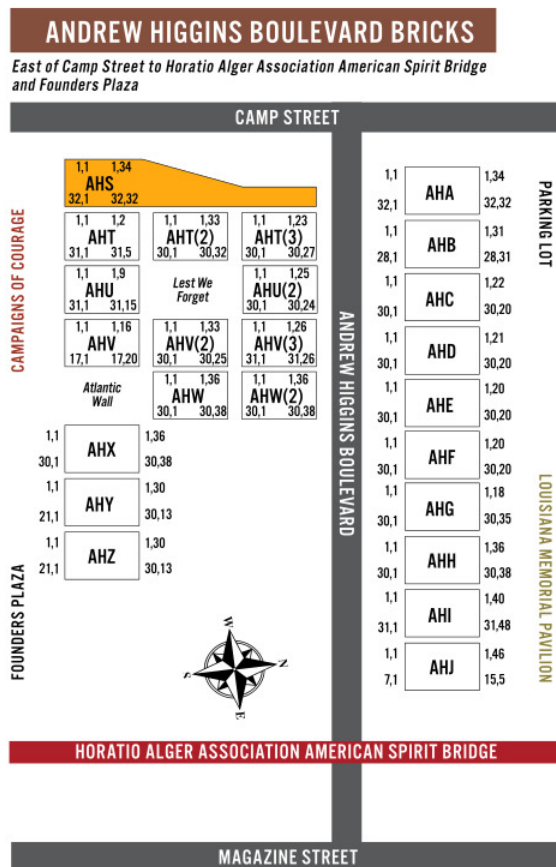 ANDREW HIGGINS BOULEVARD BRICKS
East of Camp Street to Horatio Alger Association American Spirit Bridge
and Founders Plaza
CAMP STREET
CAMPAIGNS OF COURAGE
FOUNDERS PLAZA
1,1 1,34
AHS
32,1 32,32
1,1 1,2
AHT
31,1 31,5
1,1 1,33
AHT(2)
30,1 30,32
1,1 1,23
AHT(3)
30,1 30,27
1,1 1,9
AHU
31,1 31,15
Lest We
Forget
1,1 1,25
AHU(2)
30,1 30,24
1,1 1,16
AHV
17,1 17,20
1,1 1,33
AHV(2)
30,1 30,25
1,1 1,26
AHV(3)
31,1 31,26
Atlantic
Wall
1,1 1,36
AHW
30,1 30,38
1,1 1,36
AHW(2)
30,1 30,38
1,1 1,36
AHX
30,1 30,38
1,1 1,30
AHY
21,1 30,13
1,1 1,30
AHZ
21,1 30,13
W
N
S
E
ANDREW HIGGINS BOULEVARD
1,1 1,34
AHA
32,1 32,32
1,1 1,31
AHB
28,1 28,31
1,1 1,22
AHC
30,1 30,20
1,1 1,21
AHD
30,1 30,20
1,1 1,20
AHE
30,1 30,20
1,1 1,20
AHF
30,1 30,20
1,1 1,18
AHG
30,1 30,35
1,1 1,36
AHH
30,1 30,38
1,1 1,40
AHI
31,1 31,48
1,1 1,46
AHJ
7,1 15,5
PARKING LOT
LOUISIANA MEMORIAL PAVILION
HORATIO ALGER ASSOCIATION AMERICAN SPIRIT BRIDGE
MAGAZINE STREET